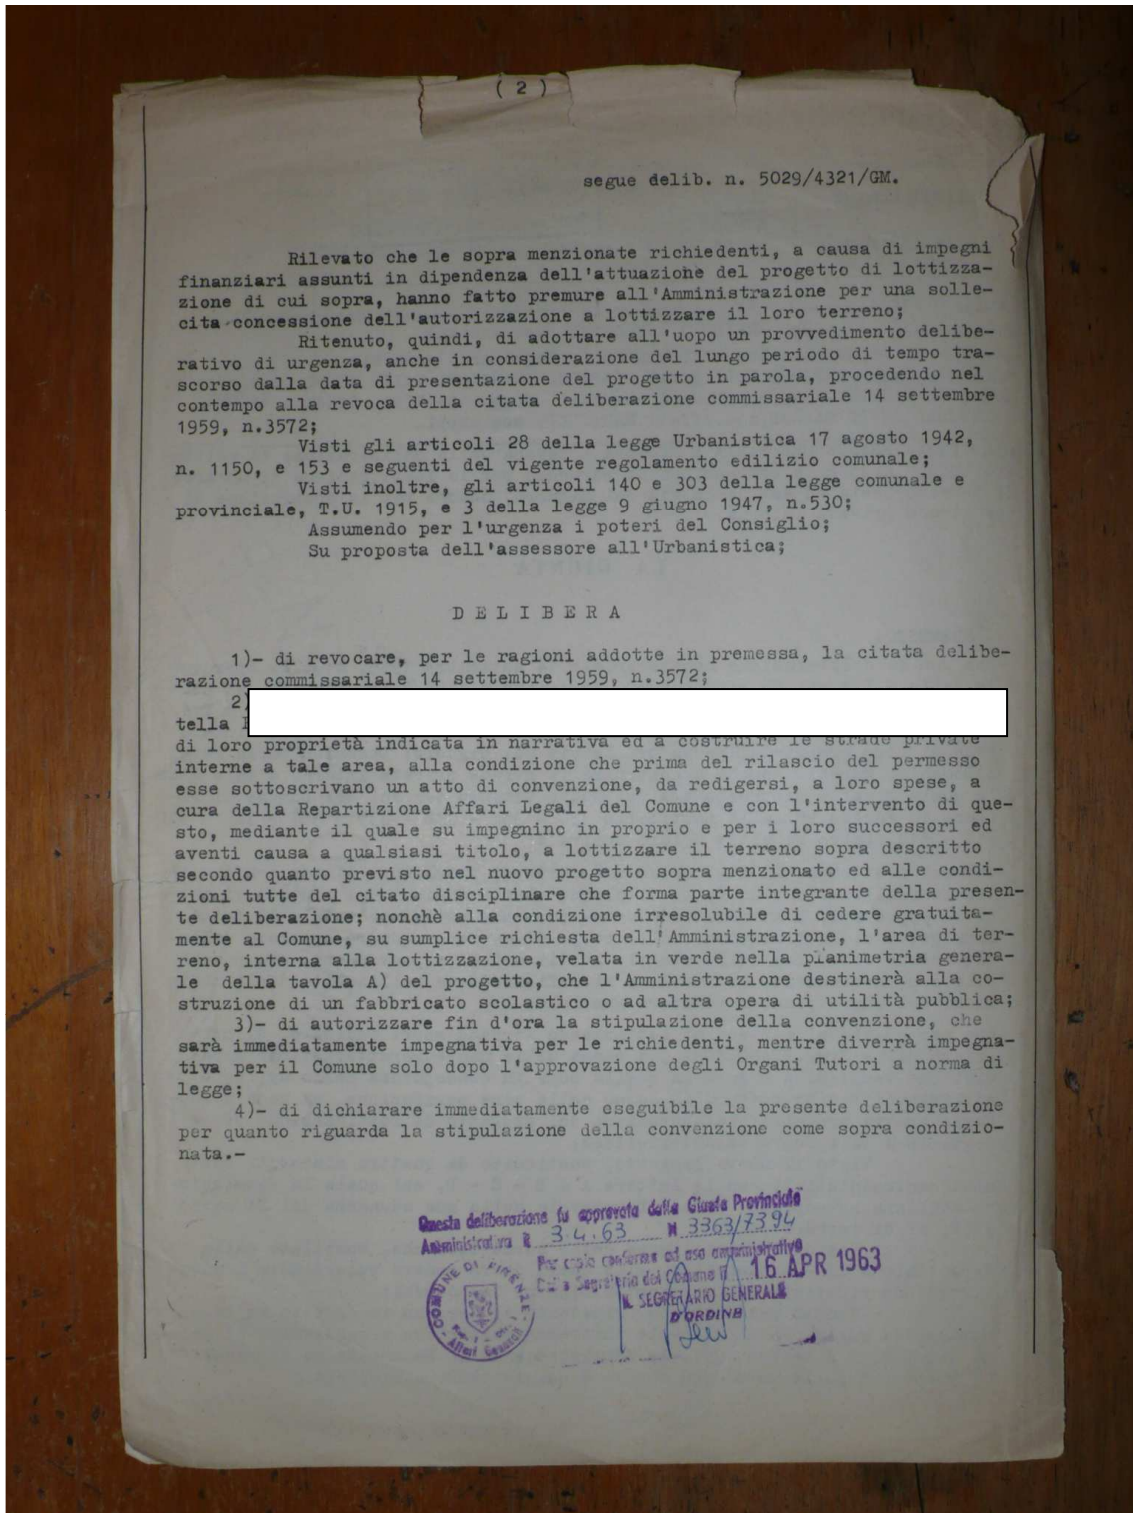 ( 2 )
segue delib. n. 5029/4321/GM.
Rilevato che le sopra menzionate richiedenti, a causa di impegni
finanziari assunti in dipendenza dell'attuazione del progetto di lottizza-
zione di cui sopra, hanno fatto premure all'Amministrazione per una solle-
cita concessione dell'autorizzazione a lottizzare il loro terreno;
Ritenuto, quindi, di adottare all'uopo un provvedimento delibe-
rativo di urgenza, anche in considerazione del lungo periodo di tempo tra-
scorso dalla data di presentazione del progetto in parola, procedendo nel
contempo alla revoca della citata deliberazione commissariale 14 settembre
1959, n.3572;
Visti gli articoli 28 della legge Urbanistica 17 agosto 1942,
n. 1150, e 153 e seguenti del vigente regolamento edilizio comunale;
Visti inoltre, gli articoli 140 e 303 della legge comunale e
provinciale, T.U. 1915, e 3 della legge 9 giugno 1947, n.530;
Assumendo per l'urgenza i poteri del Consiglio;
Su proposta dell'assessore all'Urbanistica;
D E L I B E R A
1)- di revocare, per le ragioni addotte in premessa, la citata delibe-
razione commissariale 14 settembre 1959, n.3572;
2)
tella
di loro proprietà indicata in narrativa ed a costruire le strade private
interne a tale area, alla condizione che prima del rilascio del permesso
esse sottoscrivano un atto di convenzione, da redigersi, a loro spese, a
cura della Repartizione Affari Legali del Comune e con l'intervento di que-
sto, mediante il quale su impegninc in proprio e per i loro successori ed
aventi causa a qualsiasi titolo, a lottizzare il terreno sopra descritto
secondo quanto previsto nel nuovo progetto sopra menzionato ed alle condi-
zioni tutte del citato disciplinare che forma parte integrante della presen-
te deliberazione; nonchè alla condizione irresolubile di cedere gratuita-
mente al Comune, su sumplice richiesta dell'Amministrazione, l'area di ter-
reno, interna alla lottizzazione, velata in verde nella planimetria genera-
le della tavola A) del progetto, che l'Amministrazione destinerà alla co-
struzione di un fabbricato scolastico o ad altra opera di utilità pubblica;
3)- di autorizzare fin d'ora la stipulazione della convenzione, che
sarà immediatamente impegnativa per le richiedenti, mentre diverrà impegna-
tiva per il Comune solo dopo l'approvazione degli Organi Tutori a norma di
legge;
4)- di dichiarare immediatamente eseguibile la presente deliberazione
per quanto riguarda la stipulazione della convenzione come sopra condizio-
nata.-
Questa deliberazione fu approvata dalla Giunta Provinciale
Amministrativa il 3.4.63 N 3363/7394
Per copia conforme ad uso amministrativo
Dalla Segreteria del Comune il 16 APR 1963
IL SEGRETARIO GENERALE
D'ORDINE
COMUNE DI FIRENZE
Affari Generali